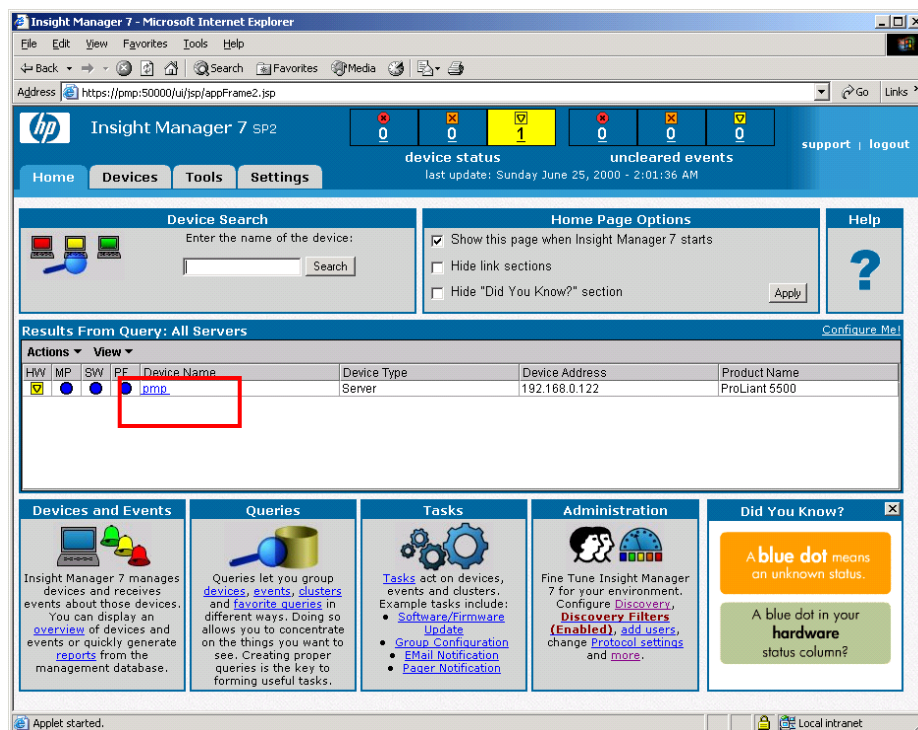 Insight Manager 7 - Microsoft Internet Explorer
File Edit View Favorites Tools Help
Back Search Favorites Media
Address https://pmp:50000/ui/jsp/appFrame2.jsp Go Links
hp Insight Manager 7 SP2
0 0 1 0 0 0
device status uncleared events
last update: Sunday June 25, 2000 - 2:01:36 AM
support | logout
Home Devices Tools Settings
Device Search
Enter the name of the device:
Search
Home Page Options
Show this page when Insight Manager 7 starts
Hide link sections
Hide "Did You Know?" section
Apply
Help
?
Results From Query: All Servers Configure Me!
Actions View
HW MP SW PF Device Name Device Type Device Address Product Name
pmp Server 192.168.0.122 ProLiant 5500
Devices and Events
Insight Manager 7 manages
devices and receives
events about those devices.
You can display an
overview of devices and
events or quickly generate
reports from the
management database.
Queries
Queries let you group
devices, events, clusters
and favorite queries in
different ways. Doing so
allows you to concentrate
on the things you want to
see. Creating proper
queries is the key to
forming useful tasks.
Tasks
Tasks act on devices,
events and clusters.
Example tasks include:
Software/Firmware
Update
Group Configuration
EMail Notification
Pager Notification
Administration
Fine Tune Insight Manager
7 for your environment.
Configure Discovery,
Discovery Filters
(Enabled), add users,
change Protocol settings
and more.
Did You Know?
A blue dot means
an unknown status.
A blue dot in your
hardware
status column?
Applet started. Local intranet